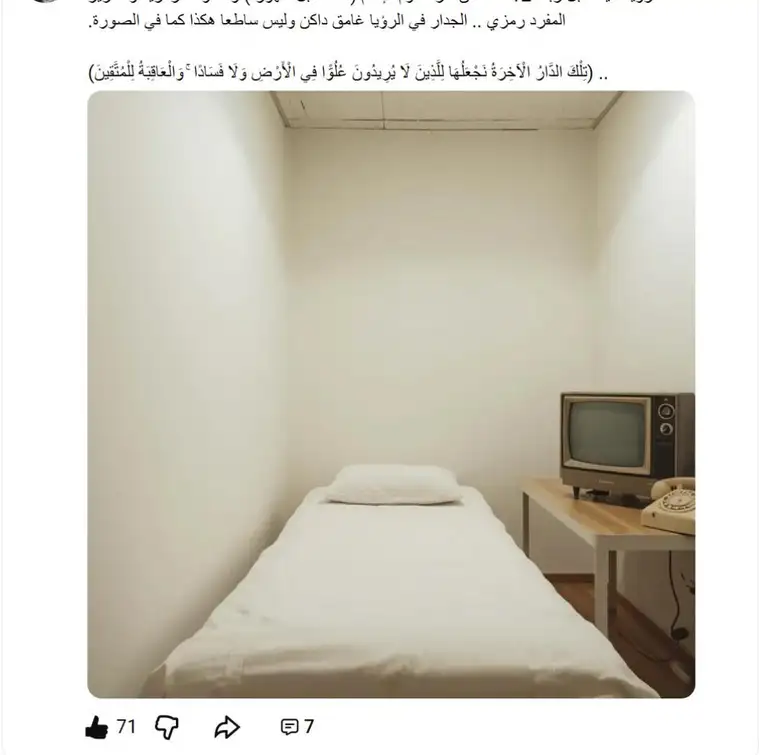 المفرد رمزي .. الجدار في الرؤيا غامق داكن وليس ساطعا هكذا كما في الصورة.
.. (تِلْكَ الدَّارُ الْآخِرَةُ نَجْعَلُهَا لِلَّذِينَ لَا يُرِيدُونَ عُلُوًّا فِي الْأَرْضِ وَلَا فَسَادًا ۚ وَالْعَاقِبَةُ لِلْمُتَّقِينَ)
71 7